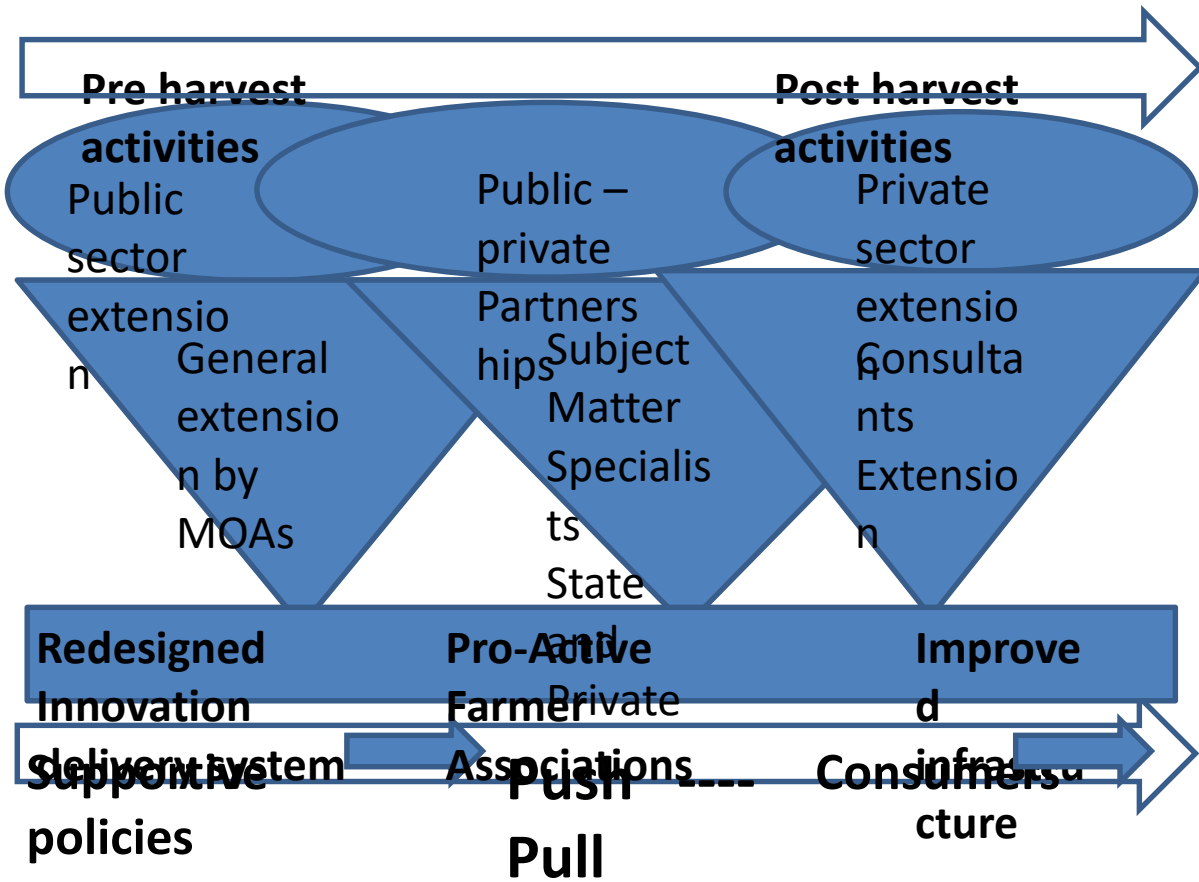 Pre harvest
activities
Post harvest
activities
Public
sector
extensio
n
Public –
private
Partners
hips
Private
sector
extensio
n
General
extensio
n by
MOAs
Subject
Matter
Specialis
ts
State
and
Private
Consulta
nts
Extensio
n
Redesigned
Innovation
delivery system
Pro-Active
Farmer
Associations
Improve
d
infrastru
cture
Supportive
policies
Push ----
Pull
Consumers